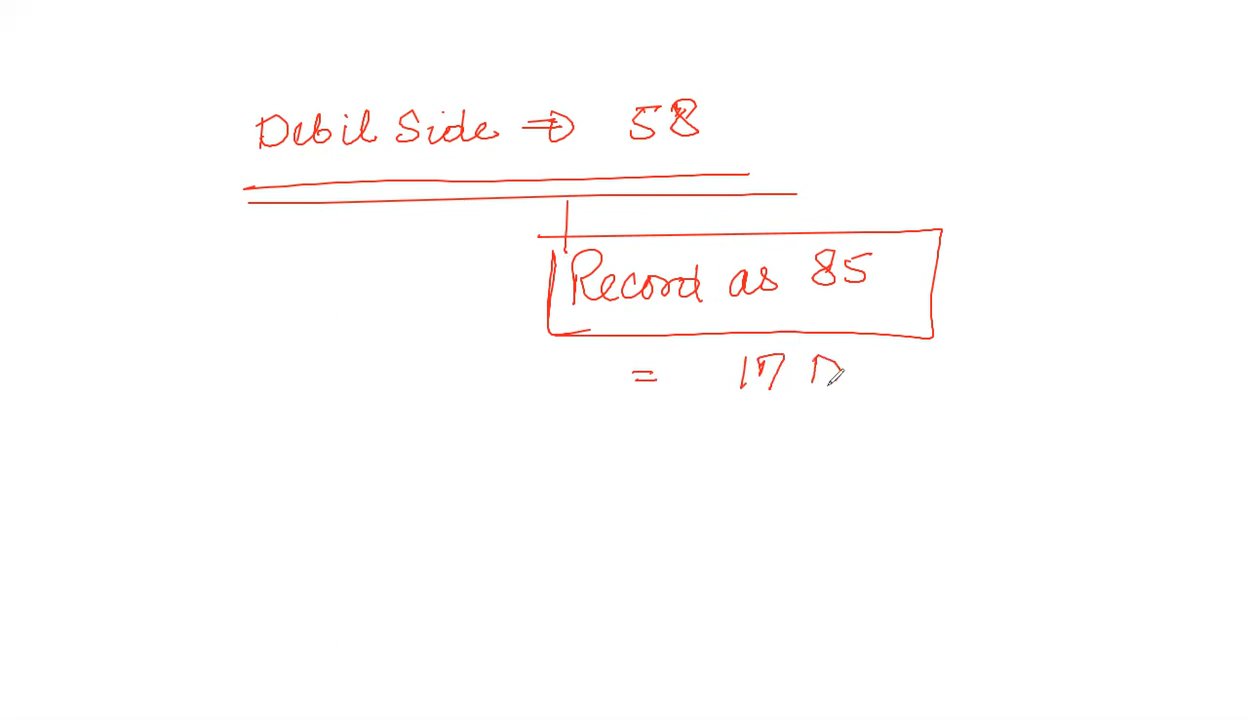 Debit Side ⇒ 58
Record as 85
= 17 D